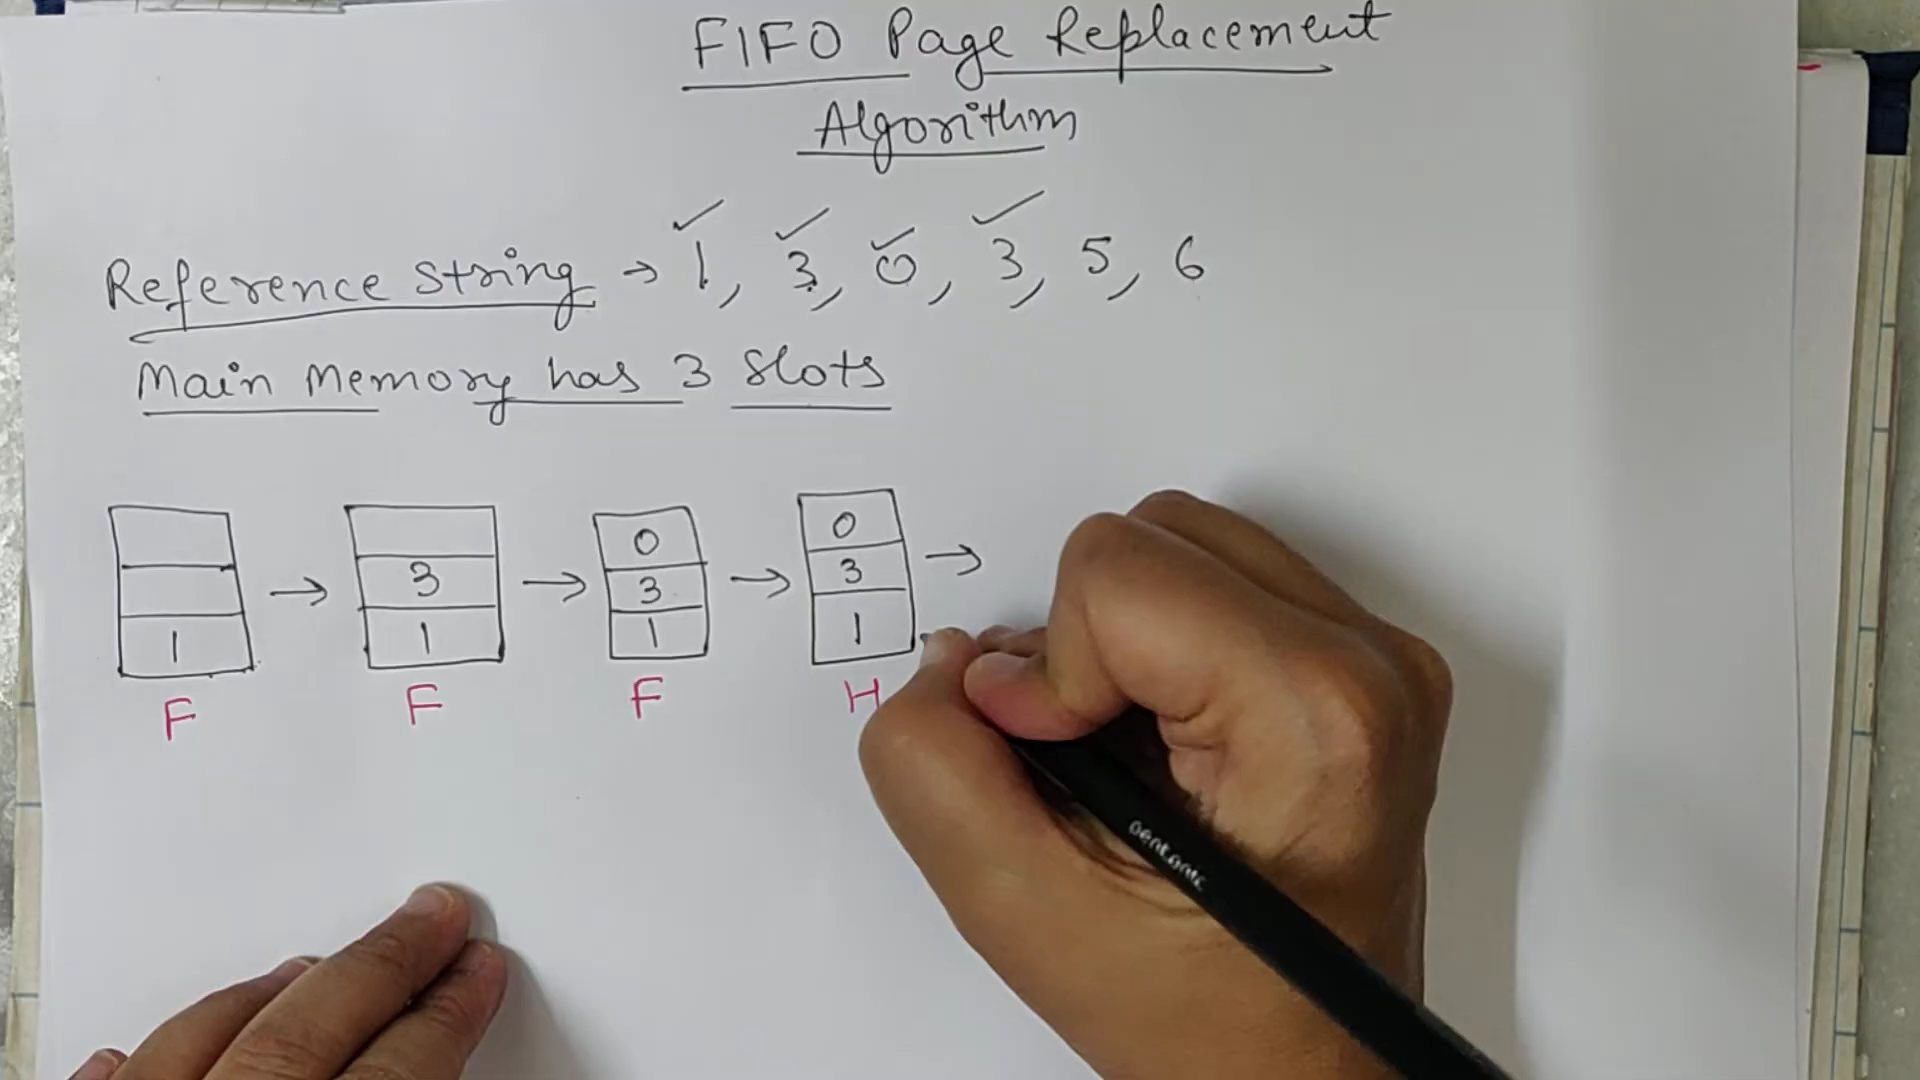 FIFO Page Replacement
Algorithm
Reference string → 1, 3, 0, 3, 5, 6
Main Memory has 3 slots
0
0
3
3
3
1
1
1
1
→ → → →
F F F H
pentonic